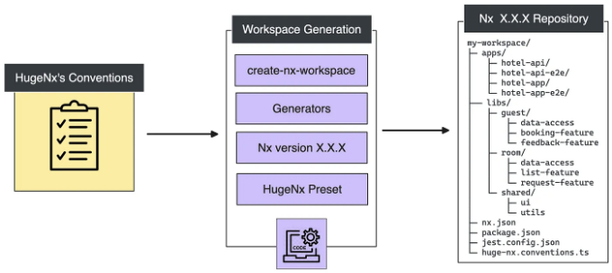 HugeNx's Conventions
Workspace Generation
create-nx-workspace
Generators
Nx version X.X.X
HugeNx Preset
CODE
Nx X.X.X Repository
my-workspace/
apps/
hotel-api/
hotel-api-e2e/
hotel-app/
hotel-app-e2e/
libs/
guest/
data-access
booking-feature
feedback-feature
room/
data-access
list-feature
request-feature
shared/
ui
utils
nx.json
package.json
jest.config.json
huge-nx.conventions.ts